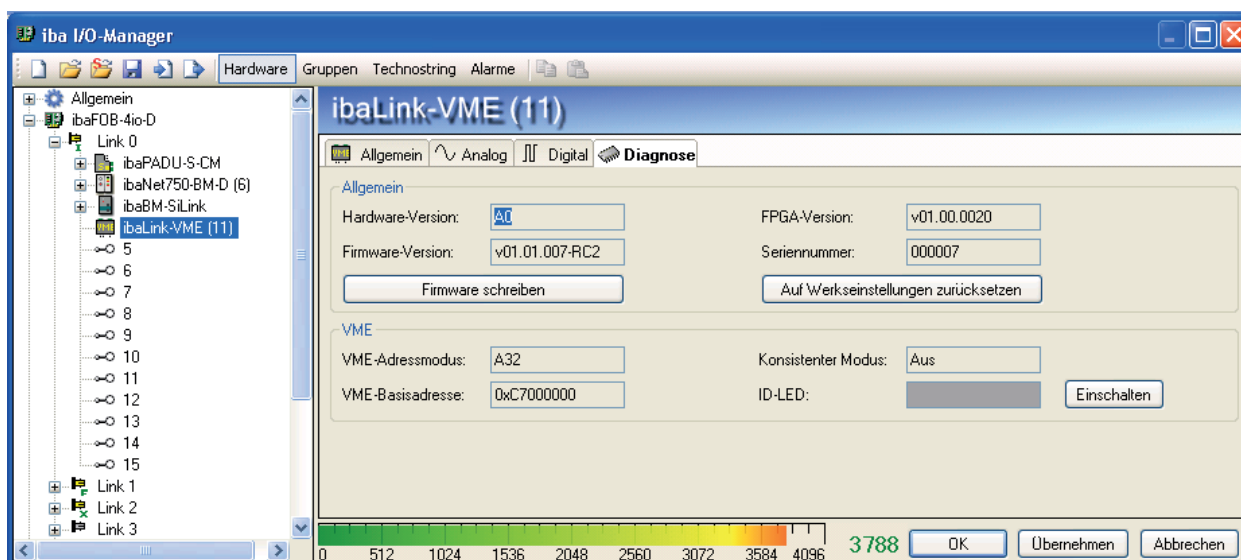 iba I/O-Manager
Hardware Gruppen Technostring Alarme
Allgemein
ibaFOB-4io-D
Link 0
ibaPADU-S-CM
ibaNet750-BM-D (6)
ibaBM-SiLink
ibaLink-VME (11)
5
6
7
8
9
10
11
12
13
14
15
Link 1
Link 2
Link 3
ibaLink-VME (11)
Allgemein Analog Digital Diagnose
Allgemein
Hardware-Version: A0 FPGA-Version: v01.00.0020
Firmware-Version: v01.01.007-RC2 Seriennummer: 000007
Firmware schreiben Auf Werkseinstellungen zurücksetzen
VME
VME-Adressmodus: A32 Konsistenter Modus: Aus
VME-Basisadresse: 0xC7000000 ID-LED: Einschalten
0 512 1024 1536 2048 2560 3072 3584 4096
3788 OK Übernehmen Abbrechen